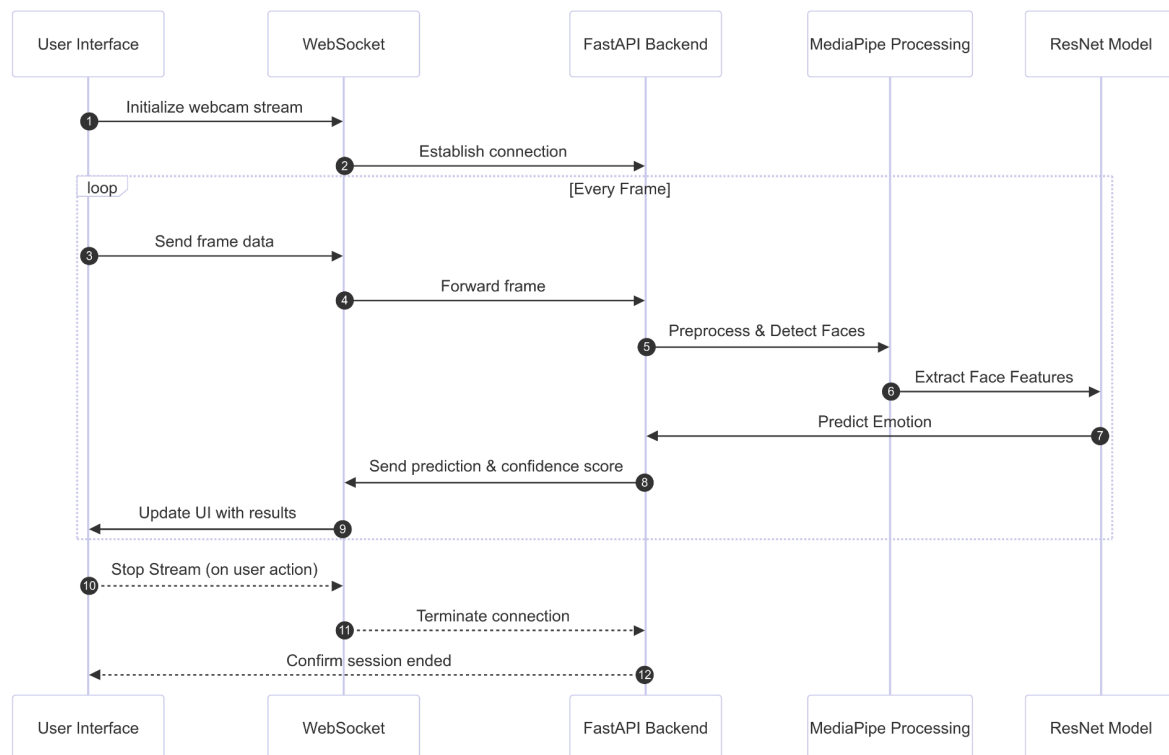 User Interface
WebSocket
FastAPI Backend
MediaPipe Processing
ResNet Model
Initialize webcam stream
1
Establish connection
2
loop
[Every Frame]
Send frame data
3
Forward frame
4
Preprocess & Detect Faces
5
Extract Face Features
6
Predict Emotion
7
Send prediction & confidence score
8
Update UI with results
9
Stop Stream (on user action)
10
Terminate connection
11
Confirm session ended
12
User Interface
WebSocket
FastAPI Backend
MediaPipe Processing
ResNet Model